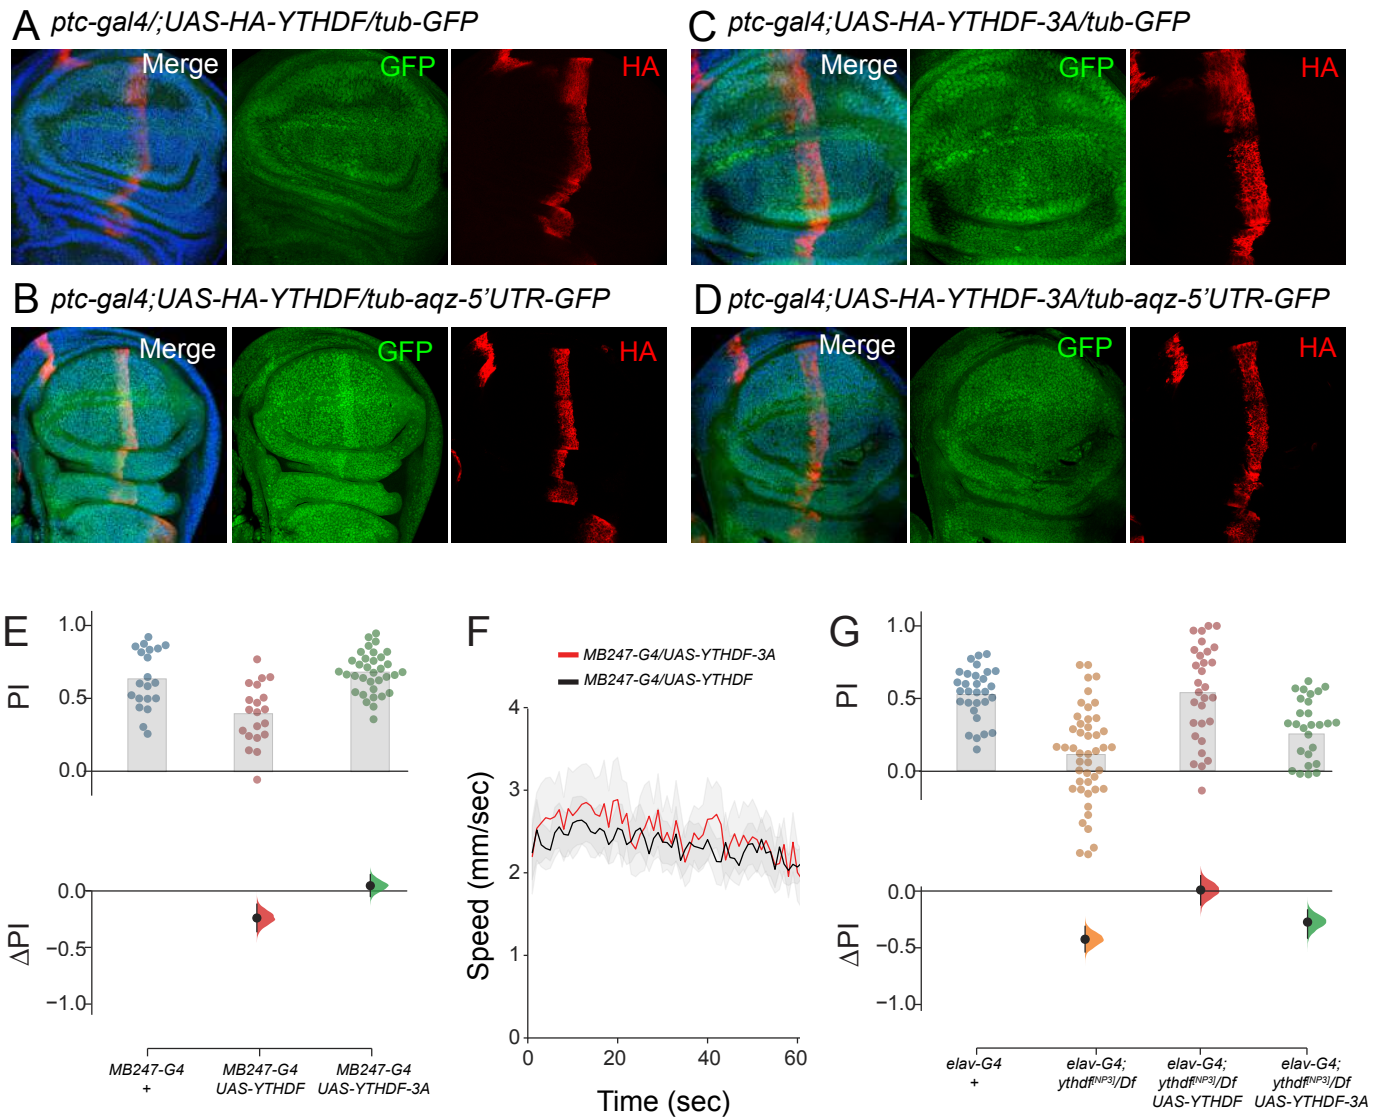 A ptc-gal4/;UAS-HA-YTHDF/tub-GFP
Merge
GFP
HA
C ptc-gal4;UAS-HA-YTHDF-3A/tub-GFP
Merge
GFP
HA
B ptc-gal4;UAS-HA-YTHDF/tub-aqz-5'UTR-GFP
Merge
GFP
HA
D ptc-gal4;UAS-HA-YTHDF-3A/tub-aqz-5'UTR-GFP
Merge
GFP
HA
E
1.0
PI
0.5
0.0
0.0
ΔPI
−0.5
−1.0
MB247-G4
+
MB247-G4
UAS-YTHDF
MB247-G4
UAS-YTHDF-3A
F
MB247-G4/UAS-YTHDF-3A
MB247-G4/UAS-YTHDF
4
3
2
1
0
Speed (mm/sec)
0 20 40 60
Time (sec)
G
1.0
PI
0.5
0.0
0.0
ΔPI
−0.5
−1.0
elav-G4
+
elav-G4;
ythdf[NP3]/Df
elav-G4;
ythdf[NP3]/Df
UAS-YTHDF
elav-G4;
ythdf[NP3]/Df
UAS-YTHDF-3A